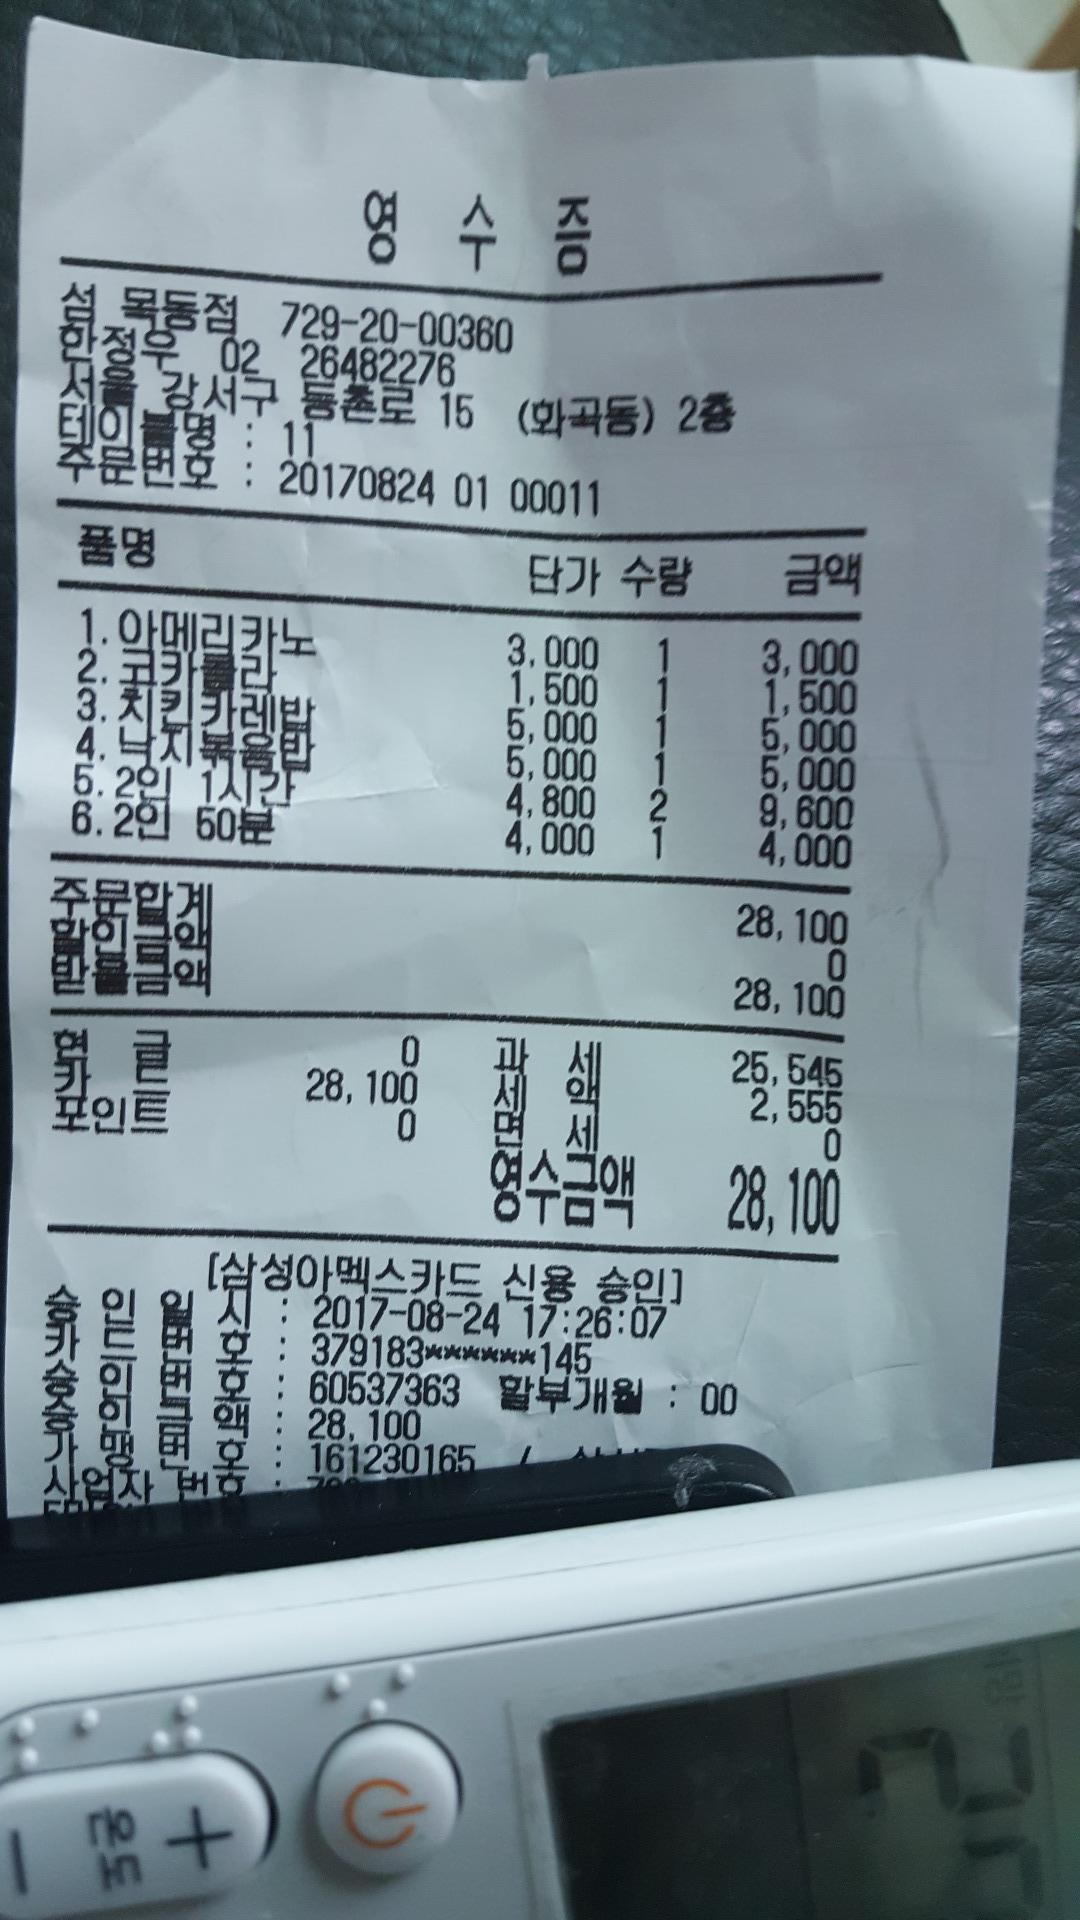 영 수 증
섬 목동점 729-20-00360
한정우 02 26482276
서울 강서구 등촌로 15 (화곡동) 2층
테이블명 : 11
주문번호 : 20170824 01 00011
품명 단가 수량 금액
1. 아메리카노 3,000 1 3,000
2. 코카콜라 1,500 1 1,500
3. 치킨카레밥 5,000 1 5,000
4. 낙지볶음밥 5,000 1 5,000
5. 2인 1시간 4,800 2 9,600
6. 2인 50분 4,000 1 4,000
주문합계 28,100
할인금액 0
받을금액 28,100
현 금 0 과 세 25,545
카 드 28,100 세 액 2,555
포인트 0 면 세 0
영수금액 28,100
[삼성아멕스카드 신용 승인]
승 인 일 시 : 2017-08-24 17:26:07
카 드 번 호 : 379183******145
승 인 번 호 : 60537363 할부개월 : 00
승 인 금 액 : 28,100
가 맹 번 호 : 161230165 /
사업자 번호 :
+ 온도 −